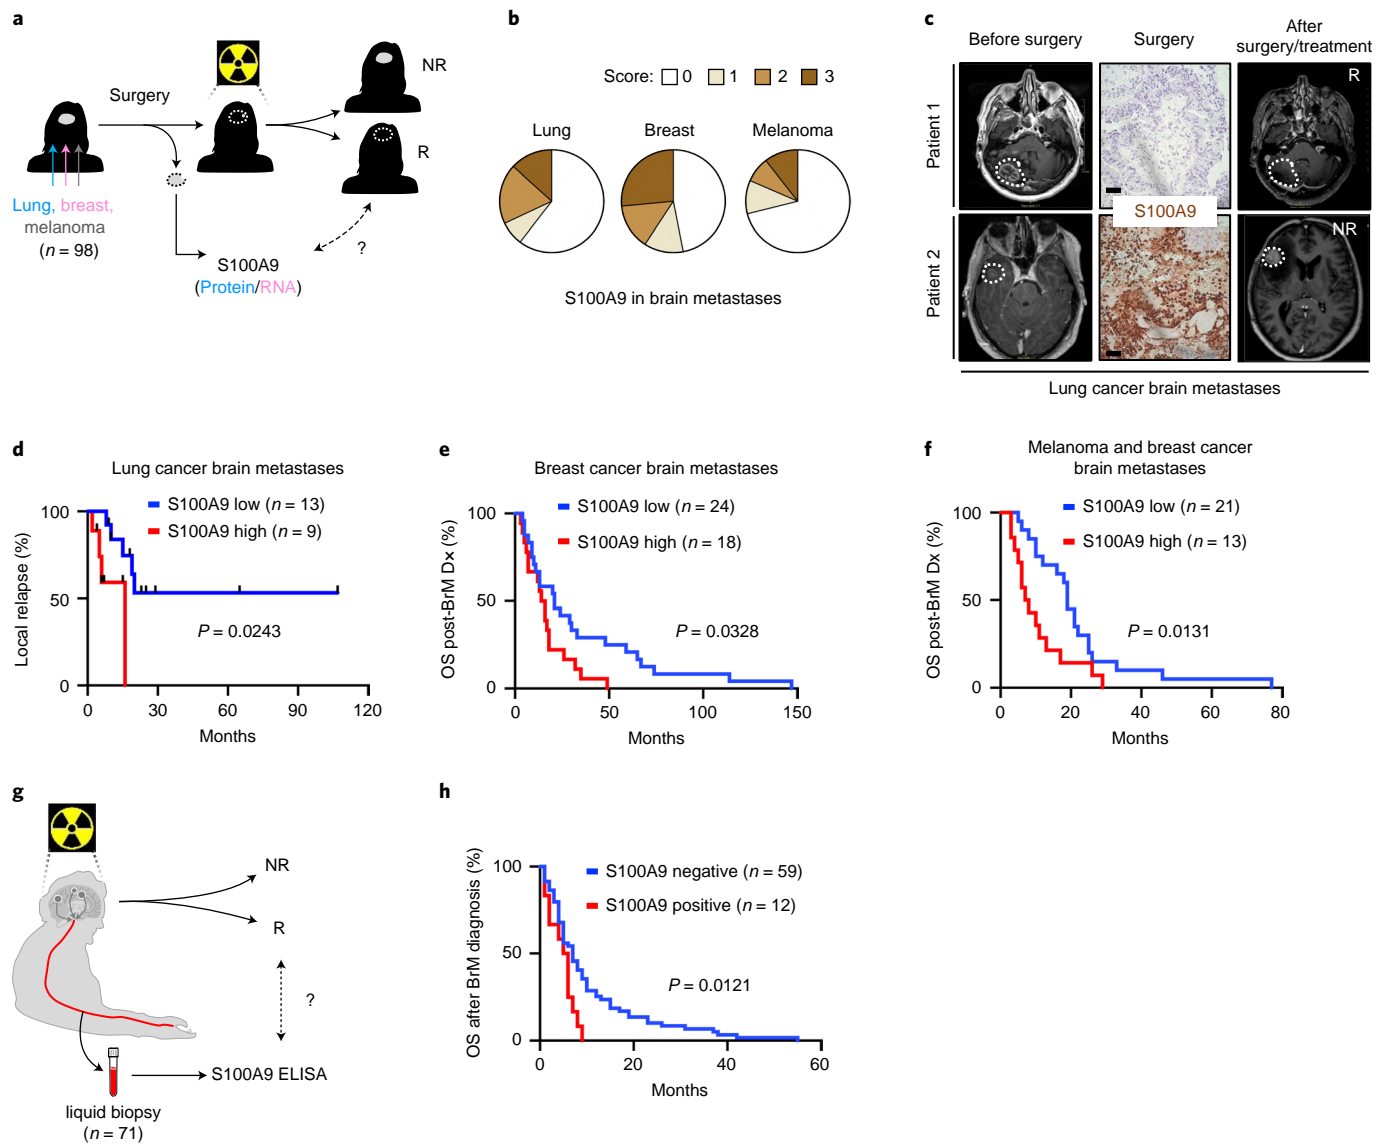 a
Surgery
NR
R
Lung, breast,
melanoma
(n = 98)
S100A9
(Protein/RNA)
?
b
Score: 0 1 2 3
Lung Breast Melanoma
S100A9 in brain metastases
c
Before surgery
Surgery
After
surgery/treatment
Patient 1
R
S100A9
Patient 2
NR
Lung cancer brain metastases
d
Lung cancer brain metastases
S100A9 low (n = 13)
S100A9 high (n = 9)
Local relapse (%)
100
50
0
P = 0.0243
0 30 60 90 120
Months
e
Breast cancer brain metastases
S100A9 low (n = 24)
S100A9 high (n = 18)
OS post-BrM Dx (%)
100
50
0
P = 0.0328
0 50 100 150
Months
f
Melanoma and breast cancer
brain metastases
S100A9 low (n = 21)
S100A9 high (n = 13)
OS post-BrM Dx (%)
100
50
0
P = 0.0131
0 20 40 60 80
Months
g
NR
R
?
S100A9 ELISA
liquid biopsy
(n = 71)
h
S100A9 negative (n = 59)
S100A9 positive (n = 12)
OS after BrM diagnosis (%)
100
50
0
P = 0.0121
0 20 40 60
Months